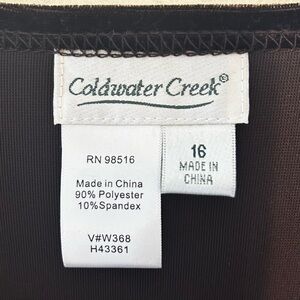 Coldwater Creek®
RN 98516
Made in China
90% Polyester
10%Spandex
V#W368
H43361
16
MADE IN
CHINA